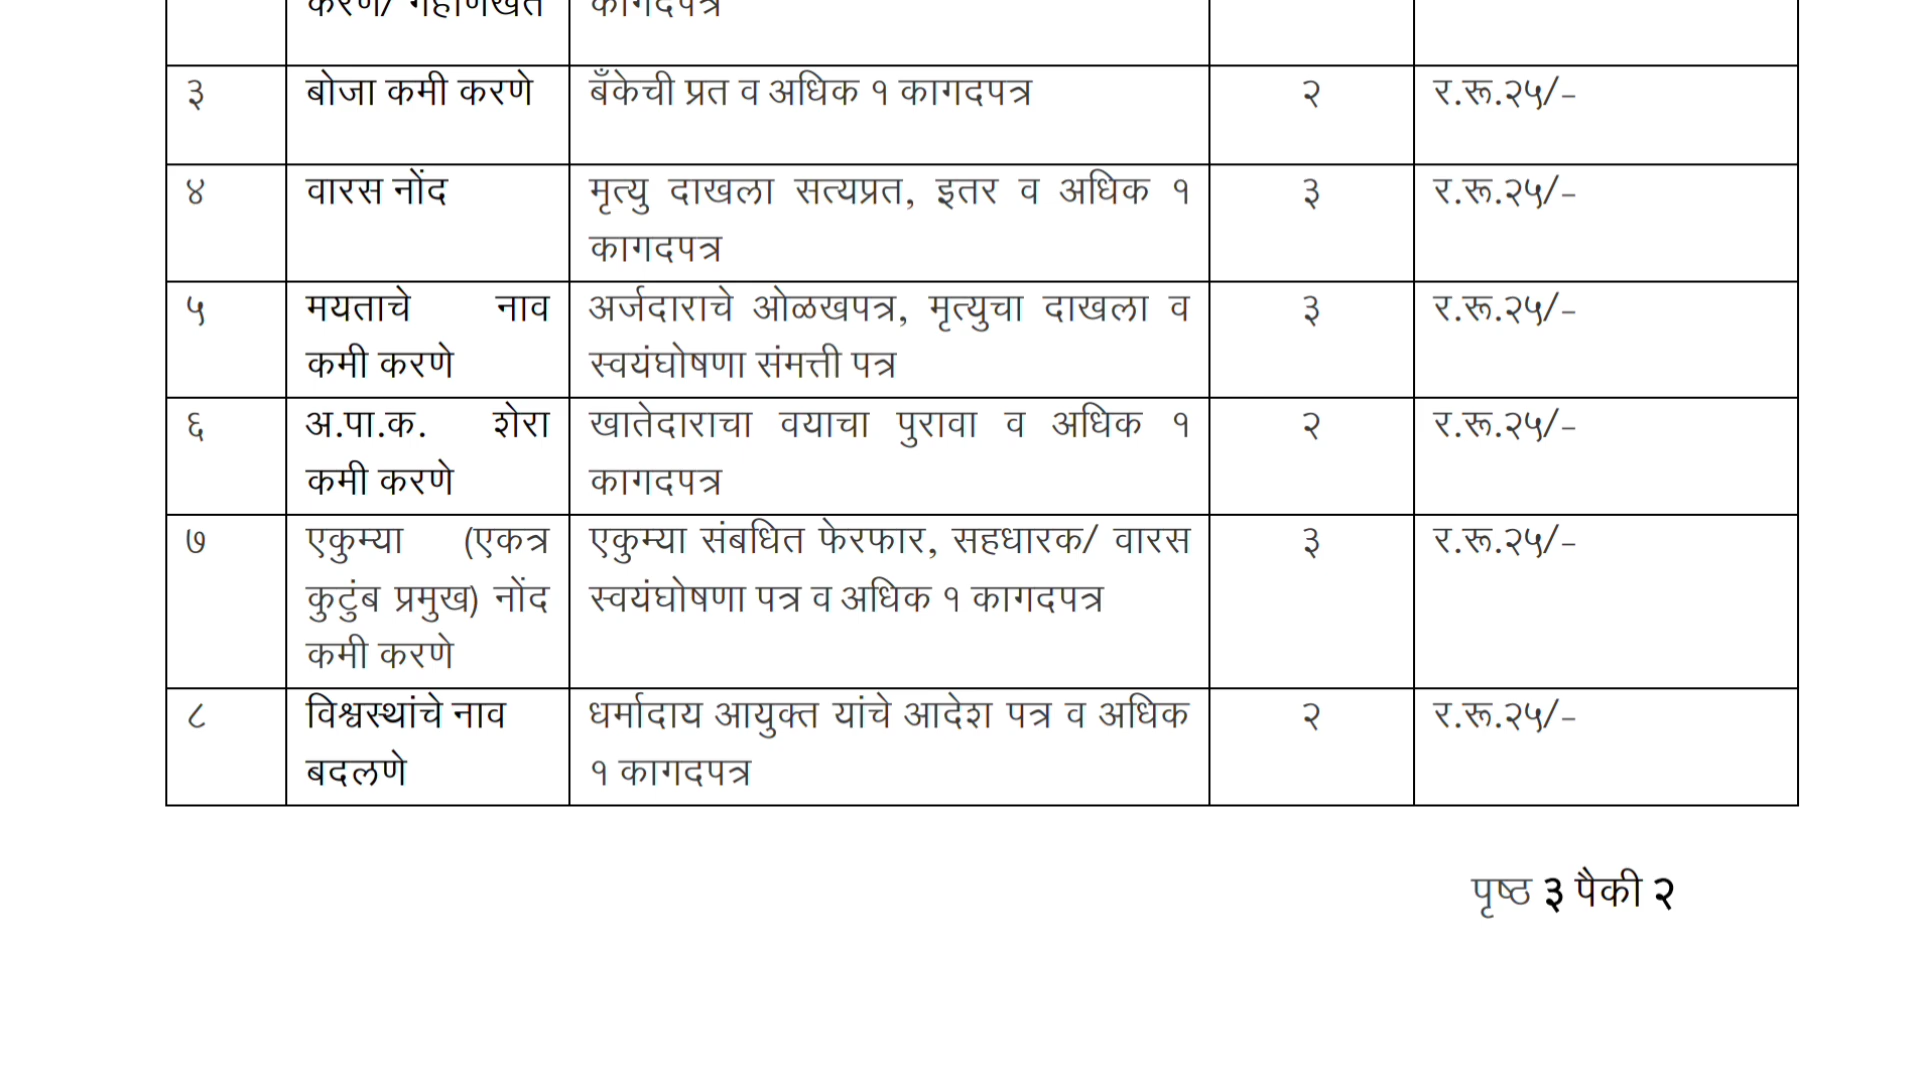 करणे/ गहाणखत कागदपत्र
३ बोजा कमी करणे बँकेची प्रत व अधिक १ कागदपत्र २ र.रू.२५/-
४ वारस नोंद मृत्यु दाखला सत्यप्रत, इतर व अधिक १ ३ र.रू.२५/-
कागदपत्र
५ मयताचे नाव अर्जदाराचे ओळखपत्र, मृत्युचा दाखला व ३ र.रू.२५/-
कमी करणे स्वयंघोषणा संमत्ती पत्र
६ अ.पा.क. शेरा खातेदाराचा वयाचा पुरावा व अधिक १ २ र.रू.२५/-
कमी करणे कागदपत्र
७ एकुम्या (एकत्र एकुम्या संबधित फेरफार, सहधारक/ वारस ३ र.रू.२५/-
कुटुंब प्रमुख) नोंद स्वयंघोषणा पत्र व अधिक १ कागदपत्र
कमी करणे
८ विश्वस्थांचे नाव धर्मादाय आयुक्त यांचे आदेश पत्र व अधिक २ र.रू.२५/-
बदलणे १ कागदपत्र
पृष्ठ ३ पैकी २